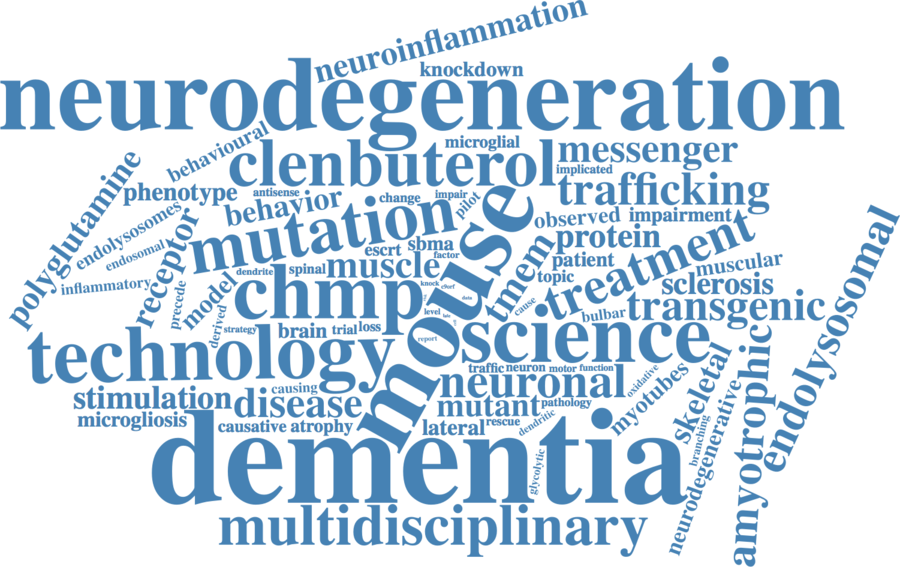 neuroinflammation
knockdown
neurodegeneration
behavioural
microglial
clenbuterol
messenger
implicated
polyglutamine
phenotype
antisense
change
impair
pilot
trafficking
endolysosomes
behavior
observed
impairment
endosomal
receptor
mutation
escrt
sbma
factor
mouse
tmem
protein
treatment
patient
topic
muscular
sclerosis
inflammatory
precede
model
dendrite
spinal
muscle
knock
c9orf
data
cause
bulbar
transgenic
endolysosomal
derived
chmp
level
late
strategy
brain
trial
loss
report
science
technology
traffic
neuron
motor
function
causing
neuronal
oxidative
myotubes
skeletal
amyotrophic
stimulation
disease
mutant
pathology
microgliosis
causative
atrophy
lateral
rescue
dendritic
branching
neurodegenerative
dementia
glycolytic
multidisciplinary